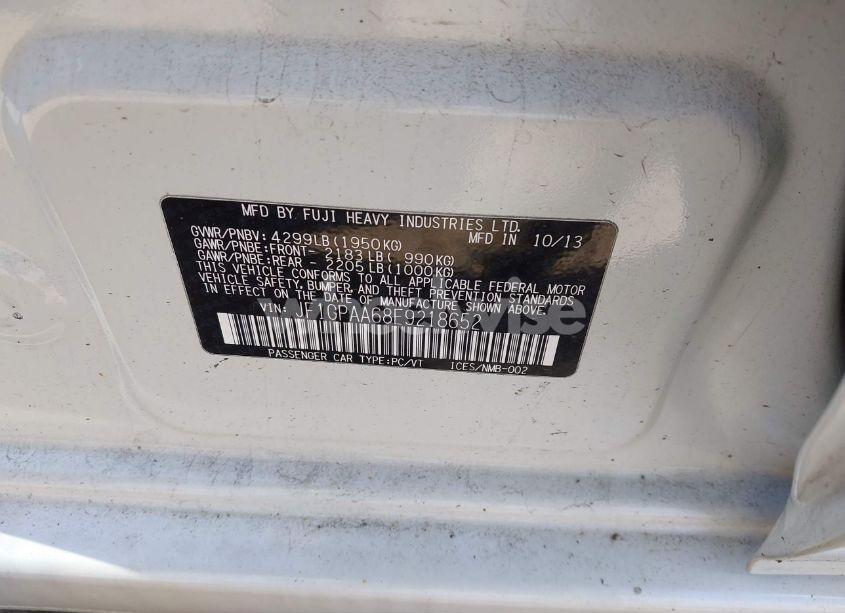 MFD BY FUJI HEAVY INDUSTRIES LTD.
GVWR/PNBV: 4299LB(1950KG) MFD IN 10/13
GAWR/PNBE:FRONT- 2183LB( 990KG)
GAWR/PNBE:REAR - 2205LB(1000KG)
THIS VEHICLE CONFORMS TO ALL APPLICABLE FEDERAL MOTOR
VEHICLE SAFETY, BUMPER, AND THEFT PREVENTION STANDARDS
IN EFFECT ON THE DATE OF MANUFACTURE SHOWN ABOVE.
VIN: JF1GPAA68E9218652
PASSENGER CAR TYPE:PC/VT ICES/NMB-002